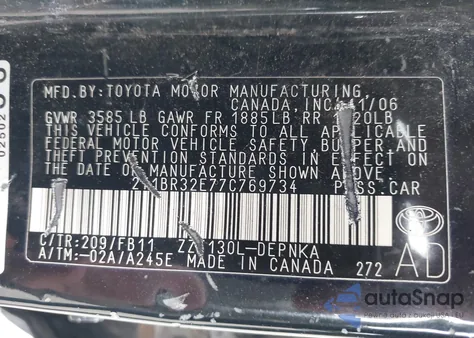 MFD.BY:TOYOTA MOTOR MANUFACTURING,
CANADA, INC. 11/06
GVWR 3585 LB GAWR FR 1885LB RR LB
THIS VEHICLE CONFORMS TO ALL APPLICABLE
FEDERAL MOTOR VEHICLE SAFETY, BUMPER, AND
THEFT PREVENTION STANDARDS IN EFFECT ON
THE DATE OF MANUFACTURE SHOWN ABOVE.
BR32E77C769734 PASS.CAR
C/TR:209/FB11 ZZE130L-DEPNKA
A/TM:-02A/A245E MADE IN CANADA 272
AD
autoSnap